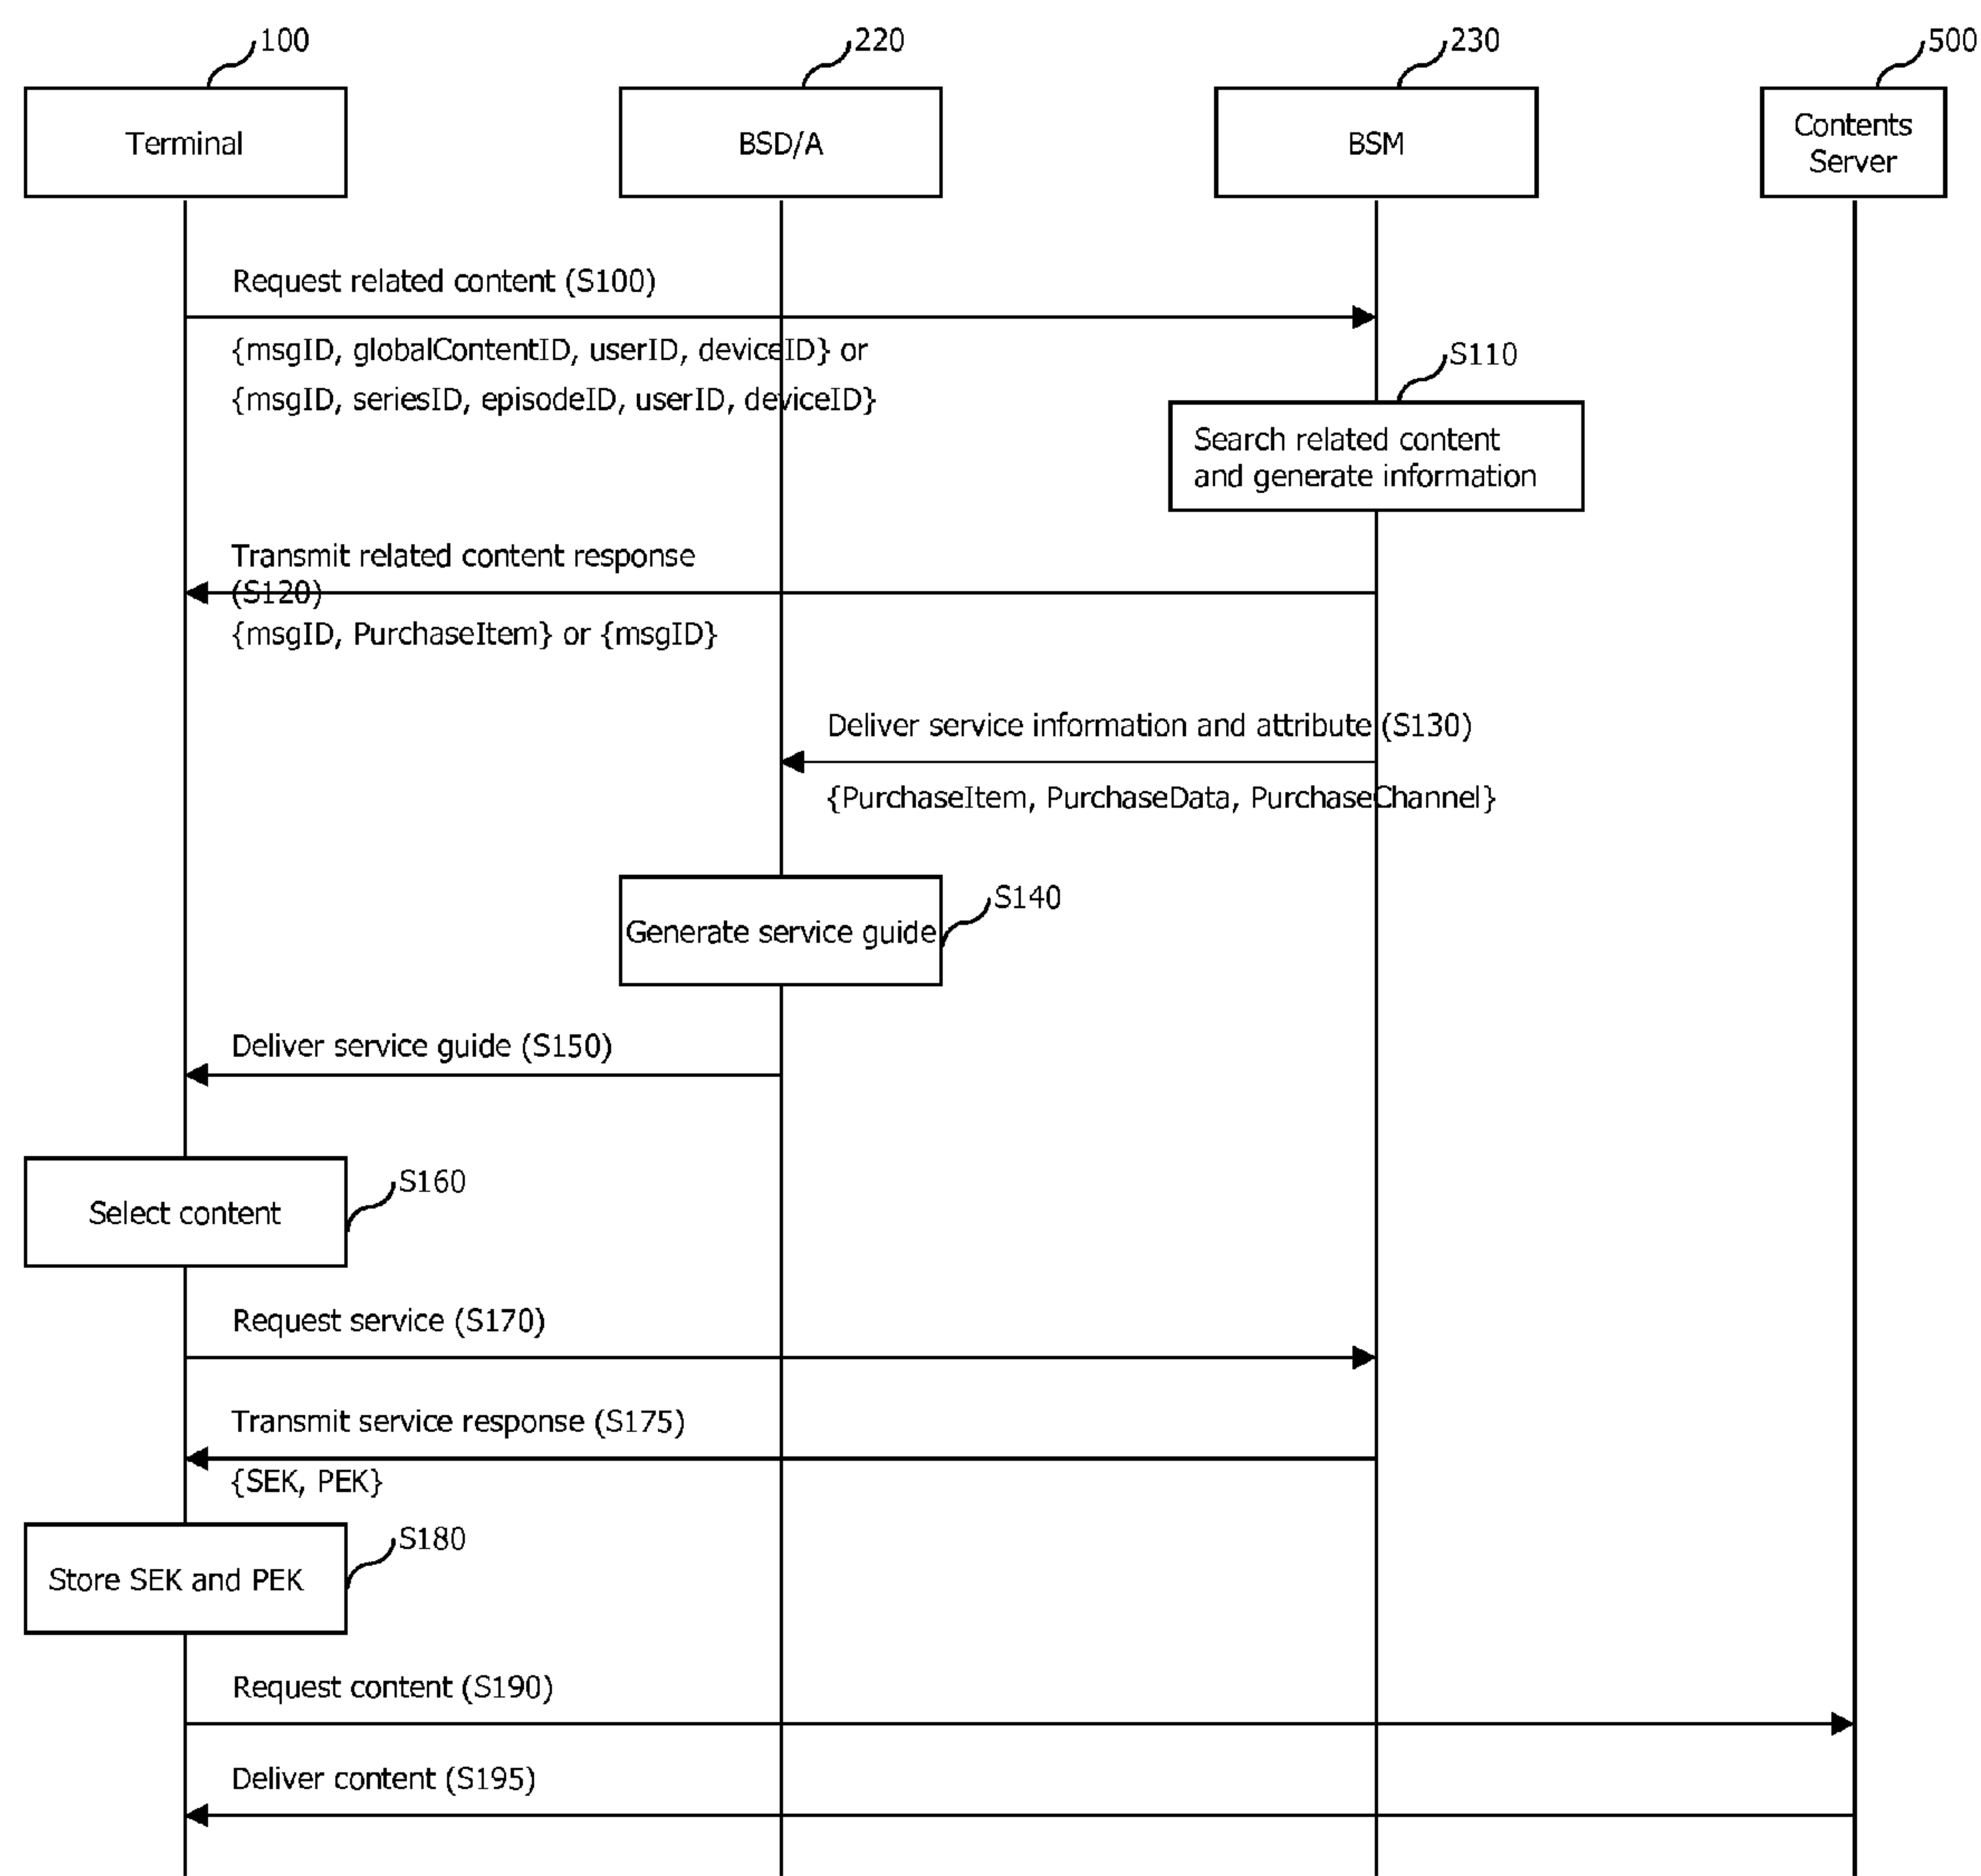 100
220
230
500
Terminal
BSD/A
BSM
Contents
Server
Request related content (S100)
{msgID, globalContentID, userID, deviceID} or
{msgID, seriesID, episodeID, userID, deviceID}
S110
Search related content
and generate information
Transmit related content response
(S120)
{msgID, PurchaseItem} or {msgID}
Deliver service information and attribute (S130)
{PurchaseItem, PurchaseData, PurchaseChannel}
S140
Generate service guide
Deliver service guide (S150)
S160
Select content
Request service (S170)
Transmit service response (S175)
{SEK, PEK}
S180
Store SEK and PEK
Request content (S190)
Deliver content (S195)